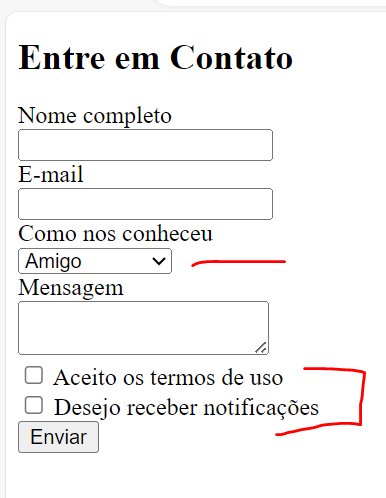 Entre em Contato
Nome completo
E-mail
Como nos conheceu
Amigo
Mensagem
Aceito os termos de uso
Desejo receber notificações
Enviar